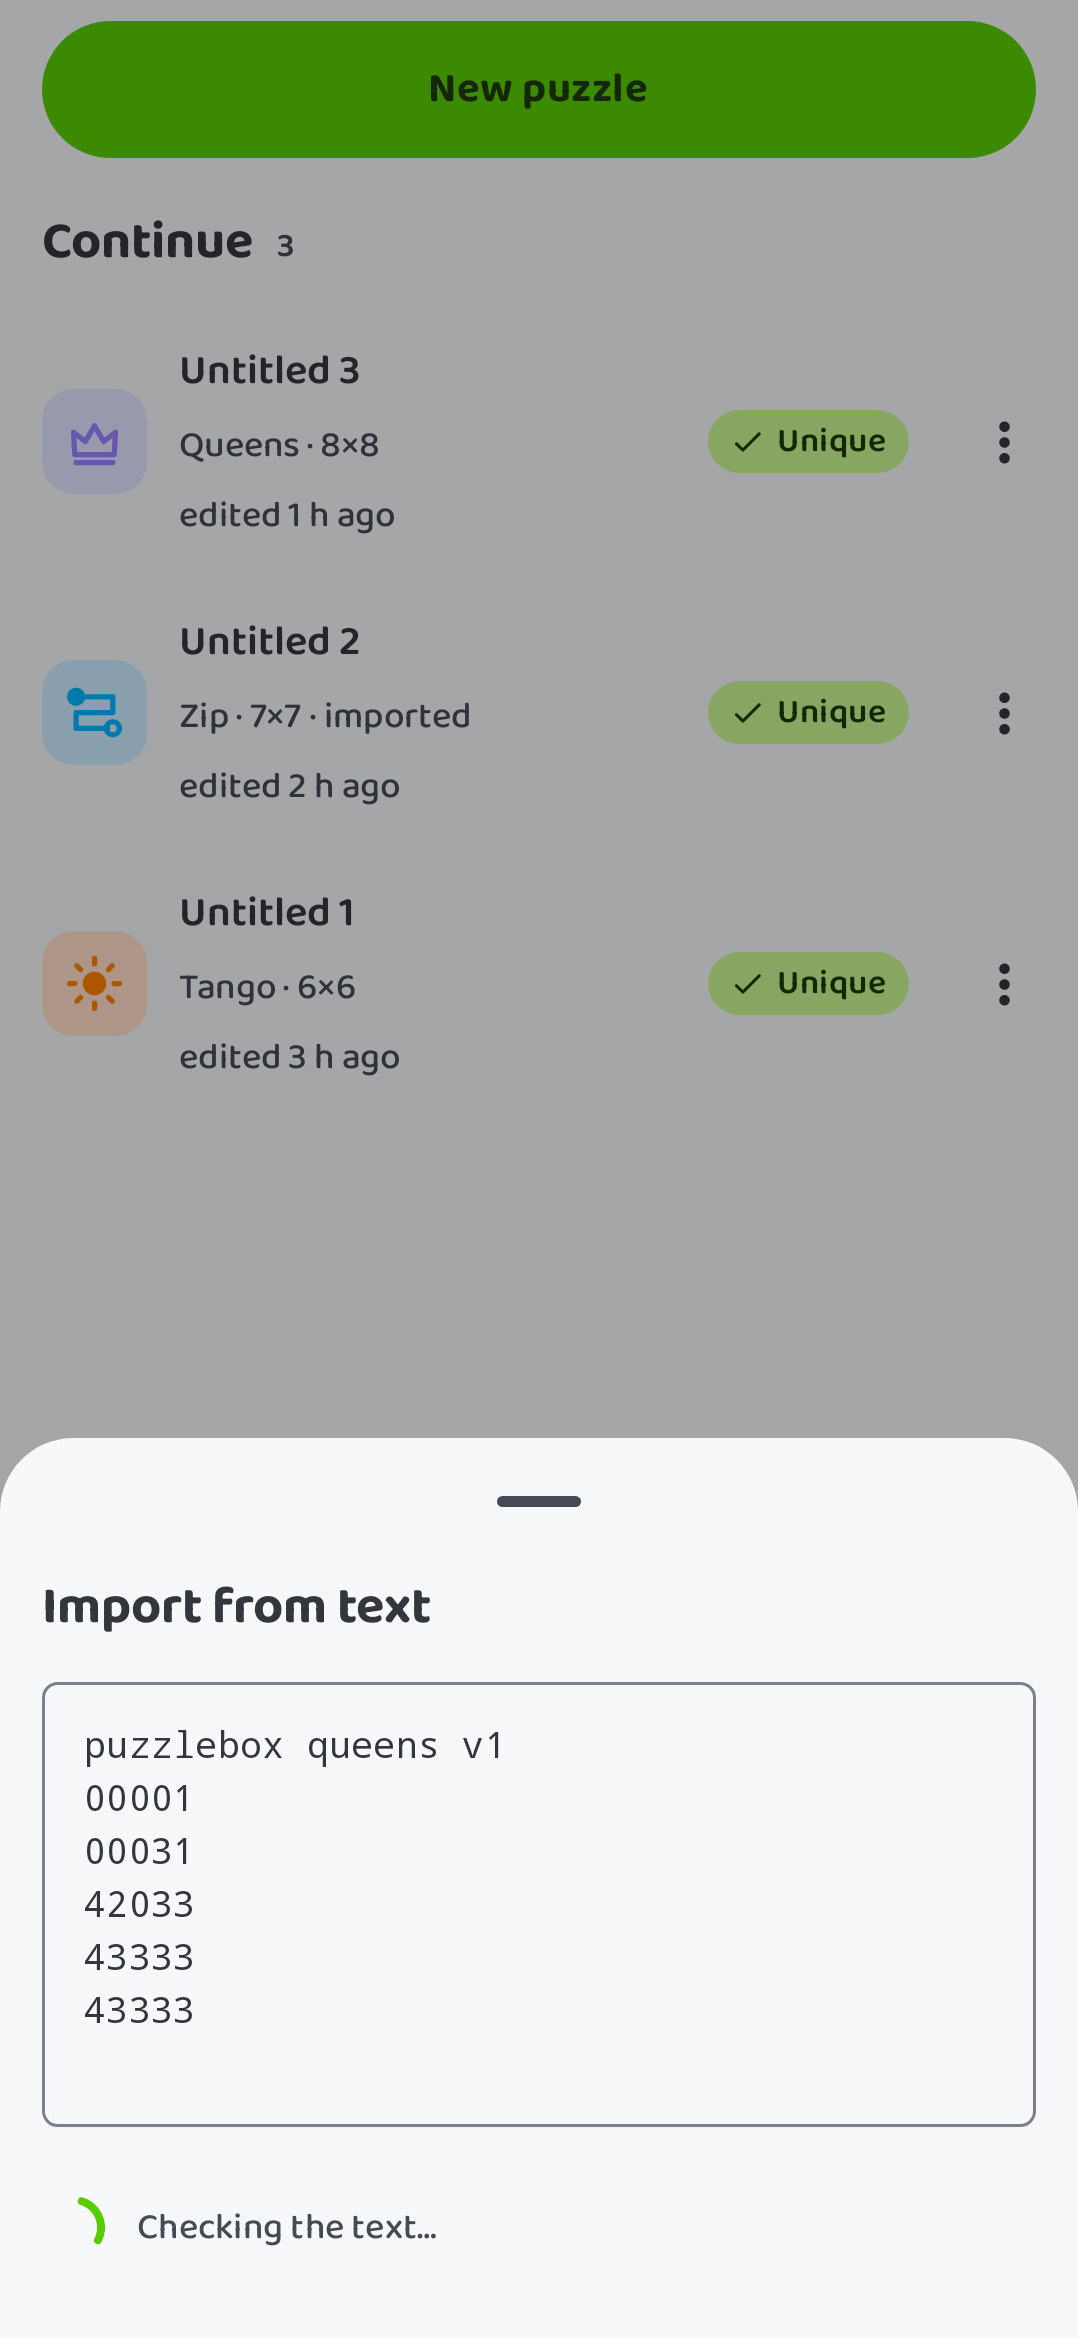 New puzzle
Continue 3
Untitled 3
Queens · 8×8
edited 1 h ago
Unique
Untitled 2
Zip · 7×7 · imported
edited 2 h ago
Unique
Untitled 1
Tango · 6×6
edited 3 h ago
Unique
Import from text
puzzlebox queens v1
00001
00031
42033
43333
43333
Checking the text...